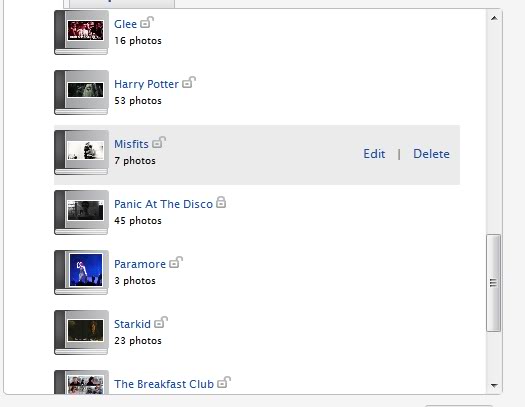 Glee
16 photos
Harry Potter
53 photos
Misfits
7 photos
Edit | Delete
Panic At The Disco
45 photos
Paramore
3 photos
Starkid
23 photos
The Breakfast Club